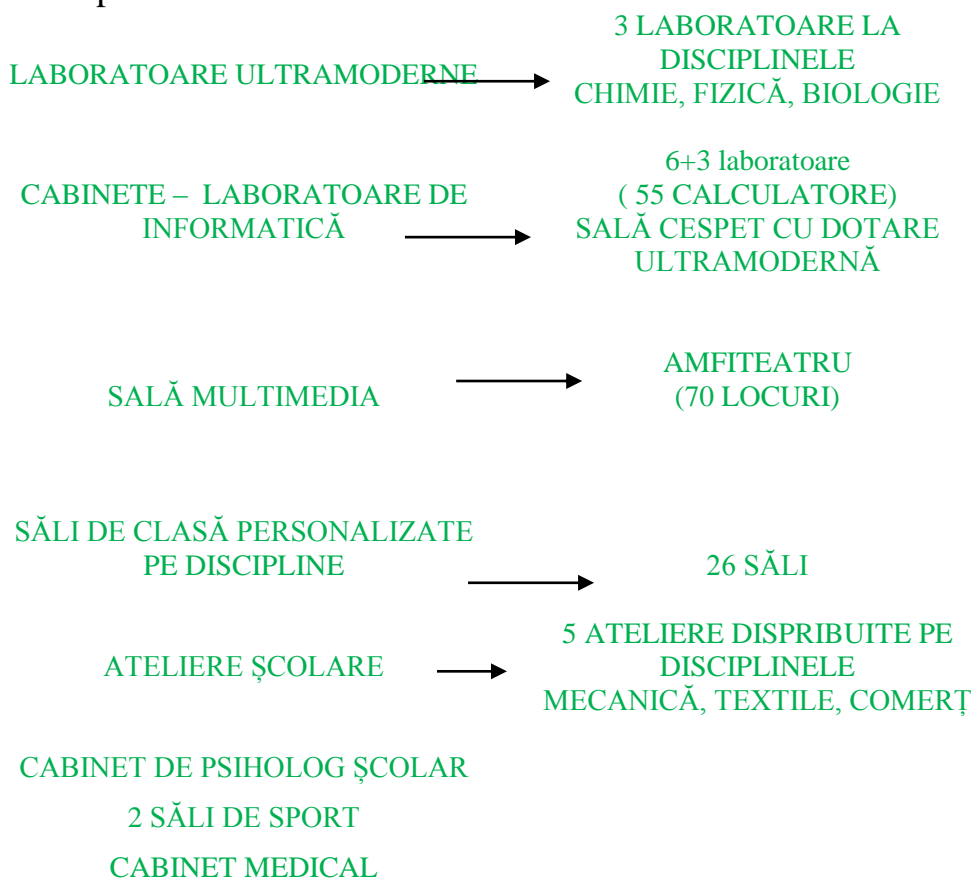 LABORATOARE ULTRAMODERNE
3 LABORATOARE LA
DISCIPLINELE
CHIMIE, FIZICĂ, BIOLOGIE
CABINETE – LABORATOARE DE
INFORMATICĂ
6+3 laboratoare
( 55 CALCULATORE)
SALĂ CESPET CU DOTARE
ULTRAMODERNĂ
SALĂ MULTIMEDIA
AMFITEATRU
(70 LOCURI)
SĂLI DE CLASĂ PERSONALIZATE
PE DISCIPLINE
26 SĂLI
ATELIERE ȘCOLARE
5 ATELIERE DISPRIBUITE PE
DISCIPLINELE
MECANICĂ, TEXTILE, COMERȚ
CABINET DE PSIHOLOG ȘCOLAR
2 SĂLI DE SPORT
CABINET MEDICAL